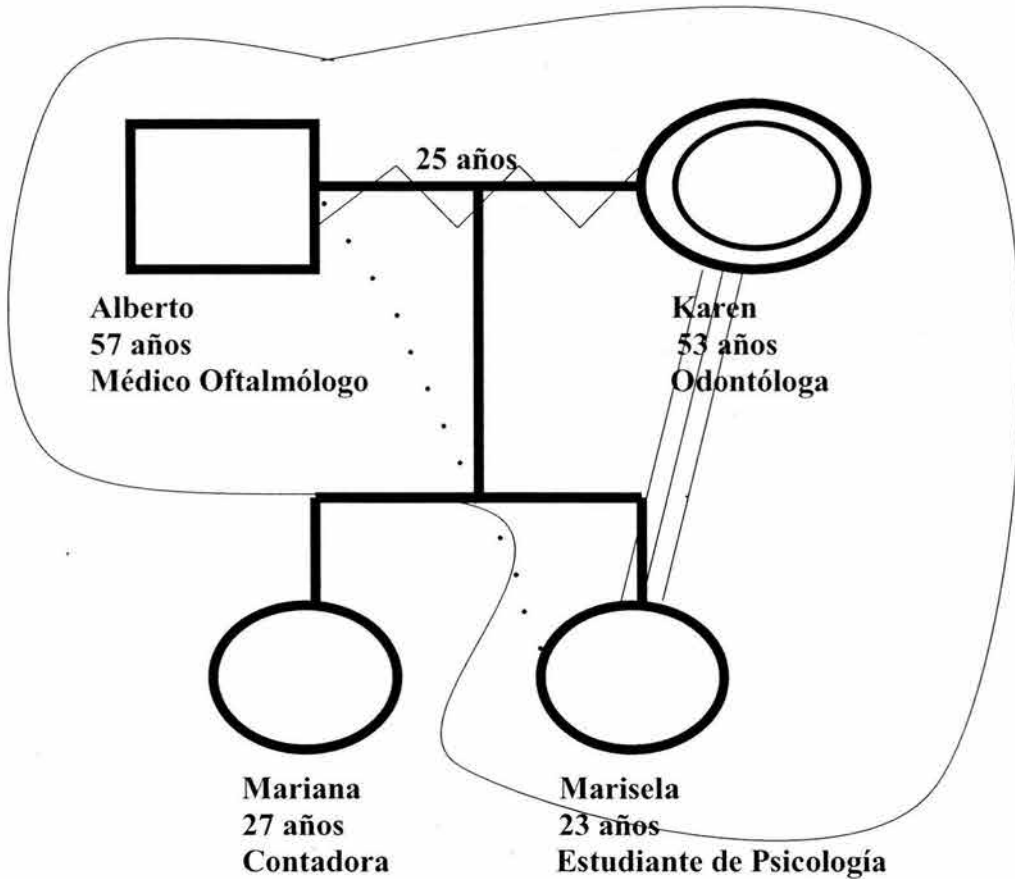 25 años
Alberto
57 años
Médico Oftalmólogo
Karen
53 años
Odontóloga
Mariana
27 años
Contadora
Marisela
23 años
Estudiante de Psicología